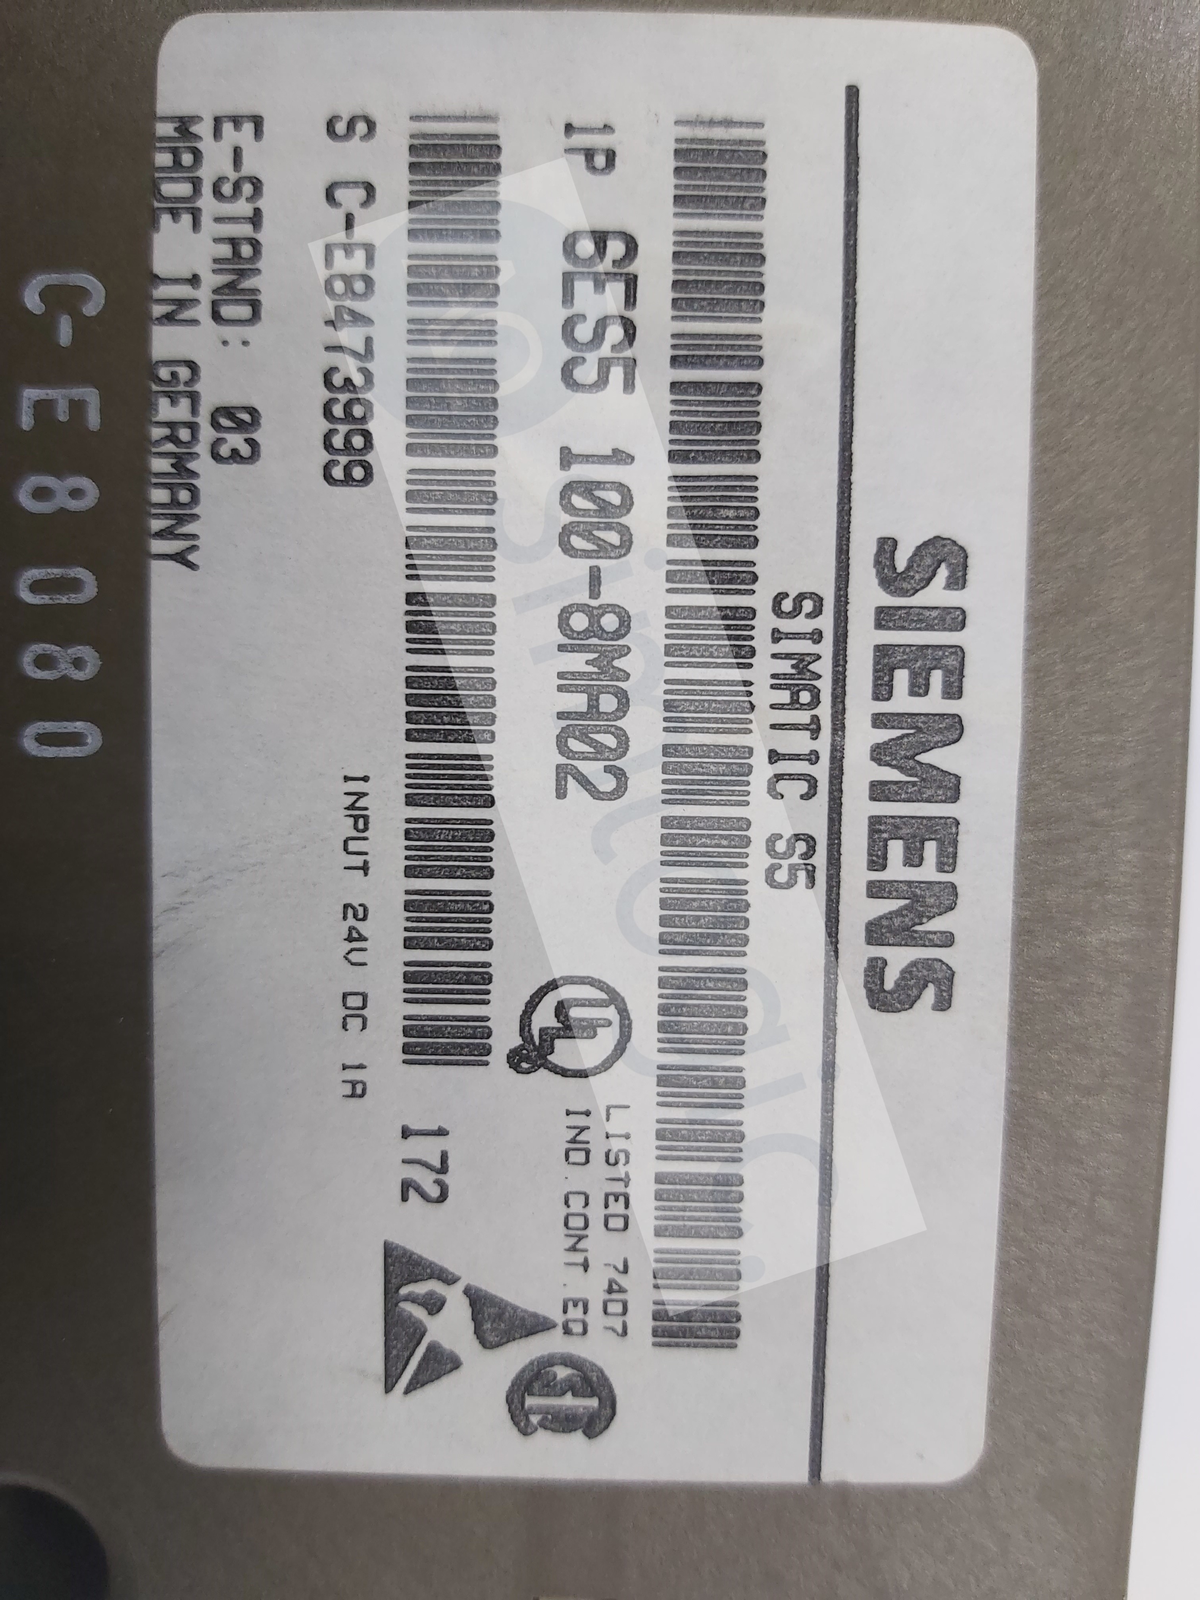 SIEMENS
SIMATIC S5
1P 6ES5 100-8MA02
LISTED 74D7
IND.CONT.EQ
S C-E8473999
172
INPUT 24V DC 1A
E-STAND: 03
MADE IN GERMANY
C-E8080